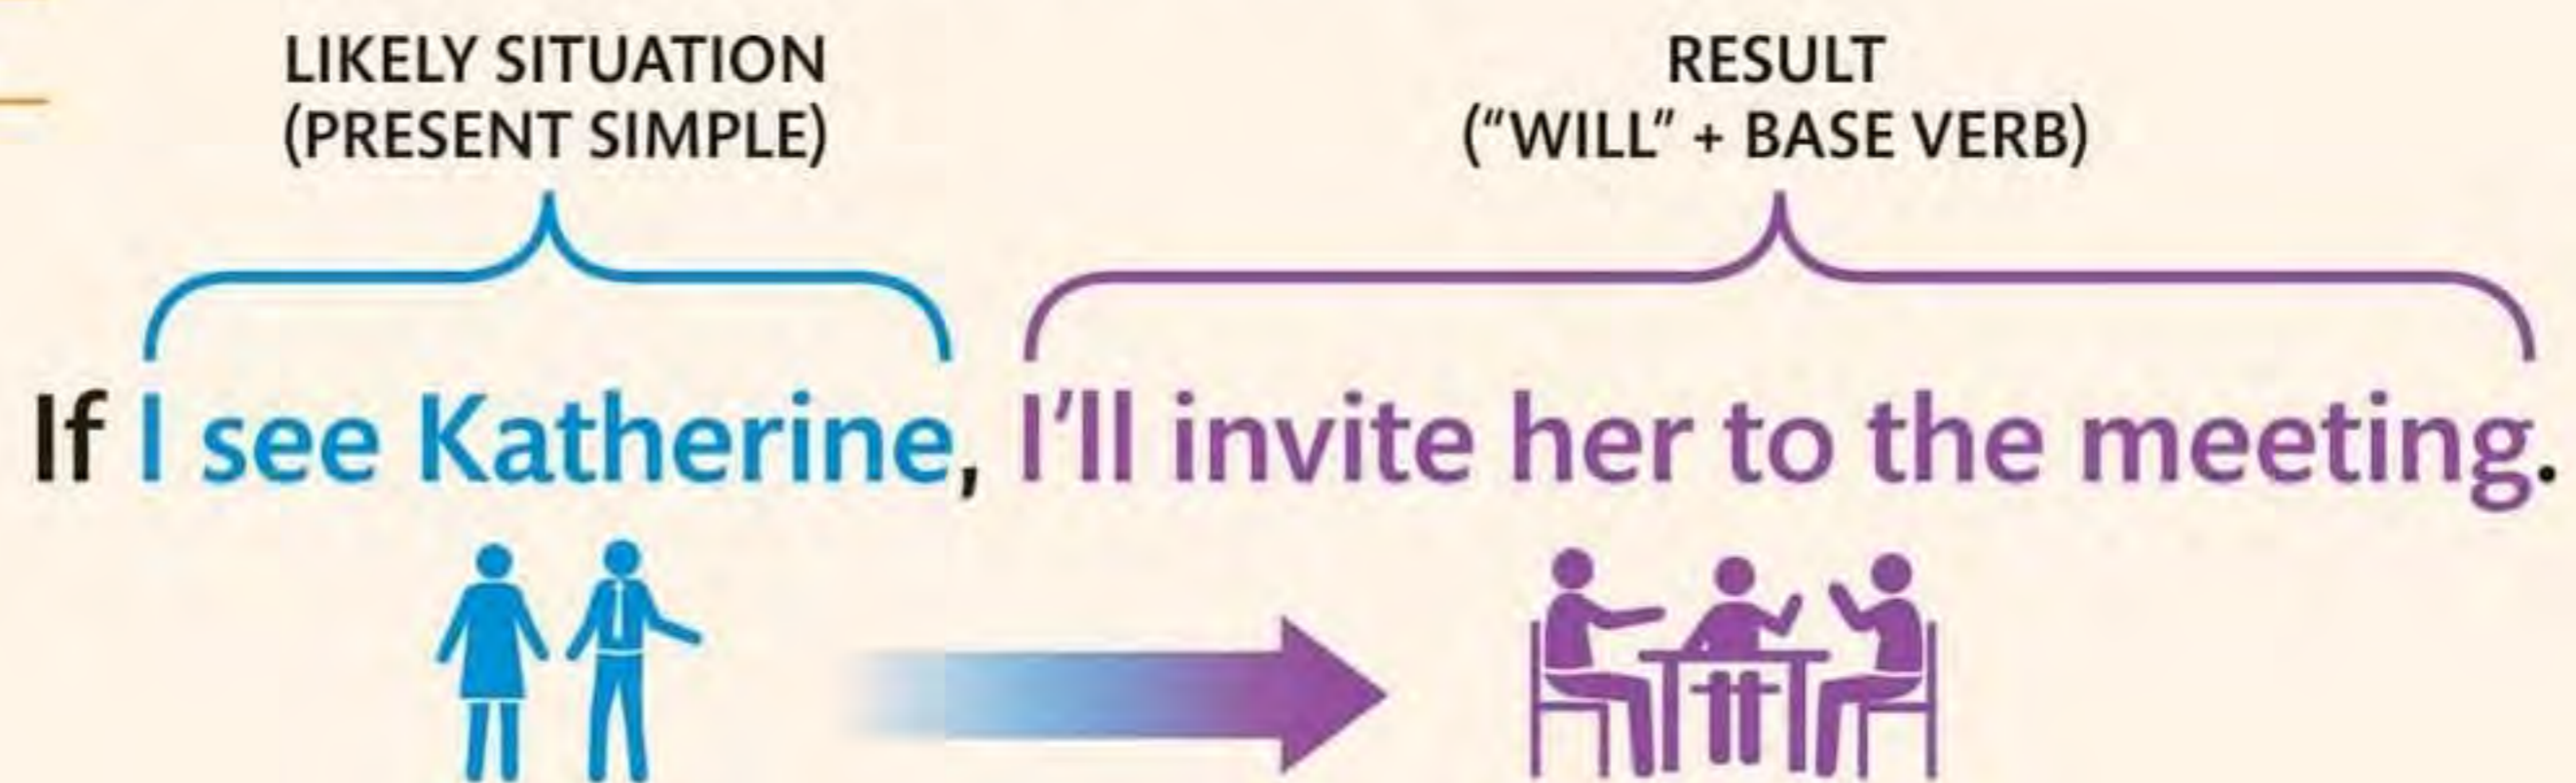 LIKELY SITUATION
(PRESENT SIMPLE)
RESULT
("WILL" + BASE VERB)
If I see Katherine, I'll invite her to the meeting.